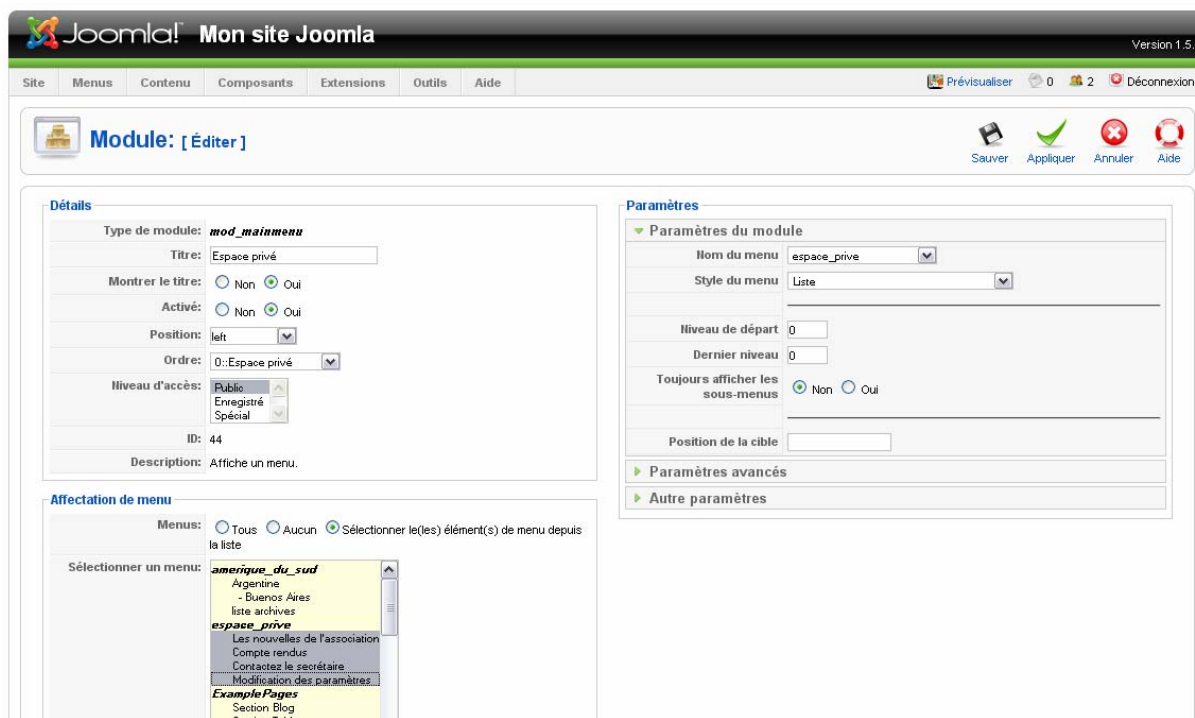 Joomla! Mon site Joomla
Version 1.5.
Site Menus Contenu Composants Extensions Outils Aide Prévisualiser 0 2 Déconnexion
Module: [ Éditer ]
Sauver Appliquer Annuler Aide
Détails
Type de module: mod_mainmenu
Titre: Espace privé
Montrer le titre: Non Oui
Activé: Non Oui
Position: left
Ordre: 0::Espace privé
Niveau d'accès: Public
Enregistré
Spécial
ID: 44
Description: Affiche un menu.
Affectation de menu
Menus: Tous Aucun Sélectionner le(les) élément(s) de menu depuis
la liste
Sélectionner un menu: amerique_du_sud
Argentine
- Buenos Aires
liste archives
espace_prive
Les nouvelles de l'association
Compte rendus
Contactez le secrétaire
Modification des paramètres
ExamplePages
Section Blog
Paramètres
Paramètres du module
Nom du menu espace_prive
Style du menu Liste
Niveau de départ 0
Dernier niveau 0
Toujours afficher les
sous-menus Non Oui
Position de la cible
Paramètres avancés
Autre paramètres